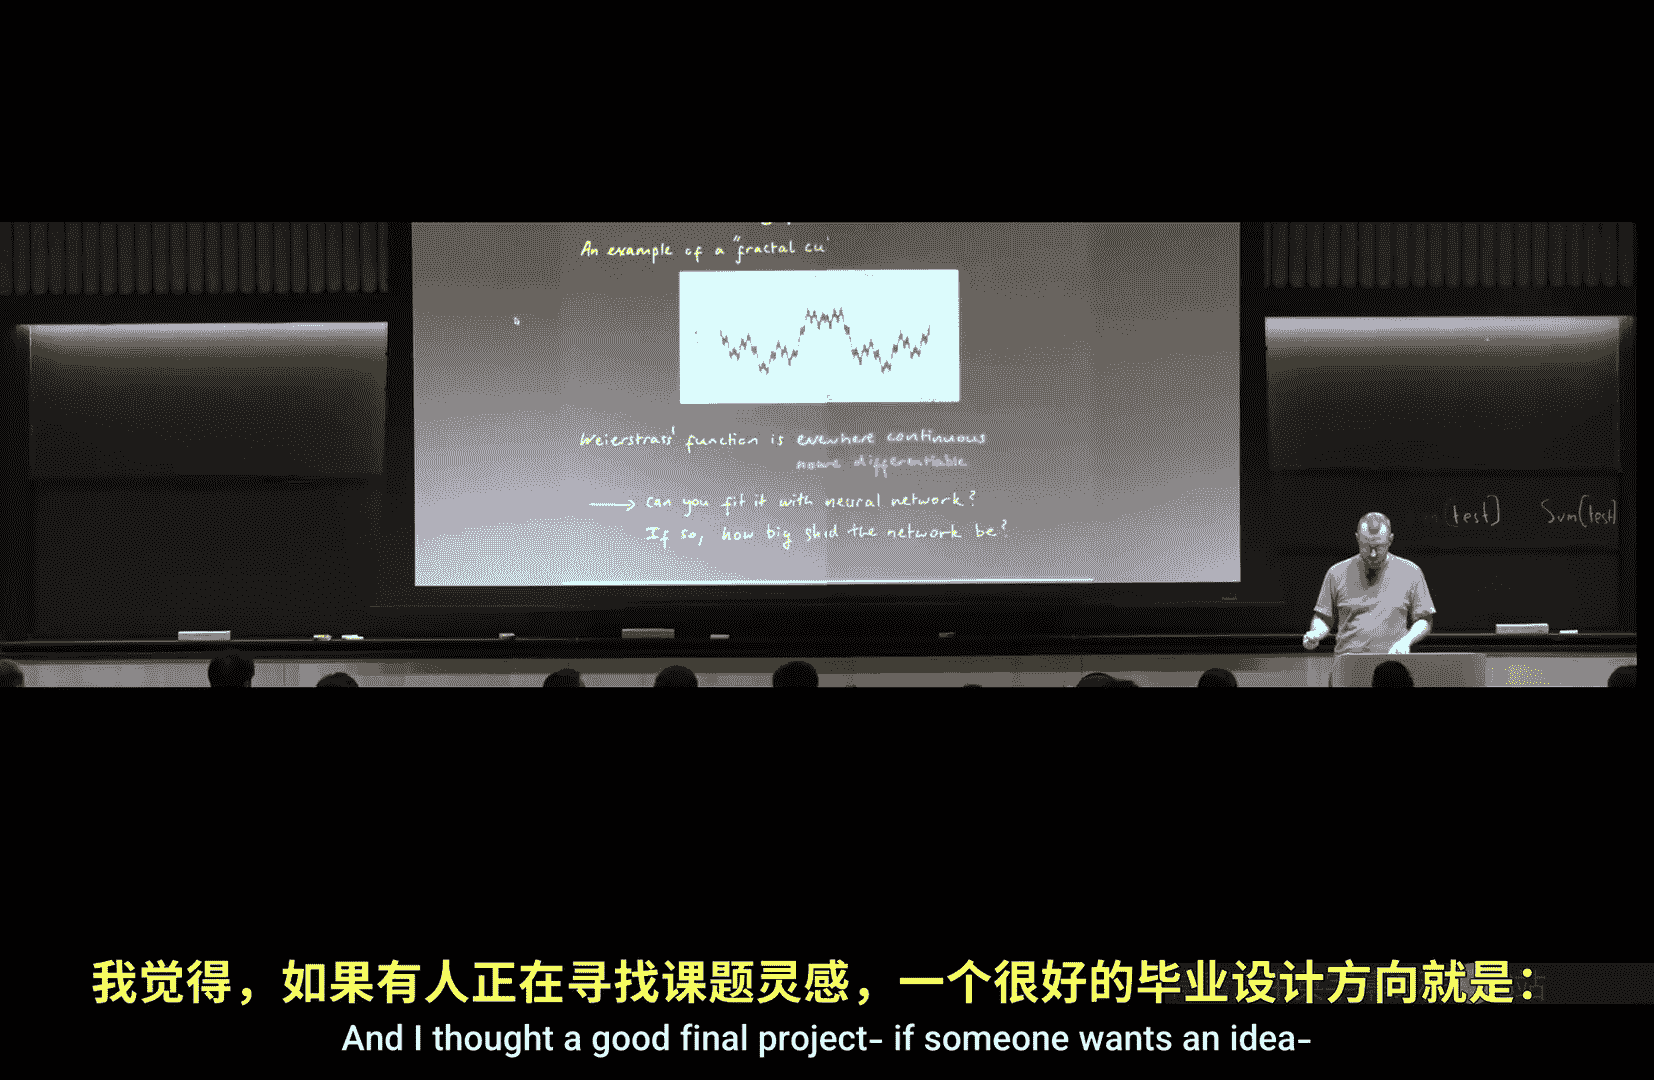 An example of a "fractal cu
Weierstrass' function is everwhere continuous
nowe differentiable
→ can you fit it with neural network?
If so, how big shid the network be?
(test) Sum(test)
我觉得，如果有人正在寻找课题灵感，一个很好的毕业设计方向就是：
And I thought a good final project- if someone wants an idea-